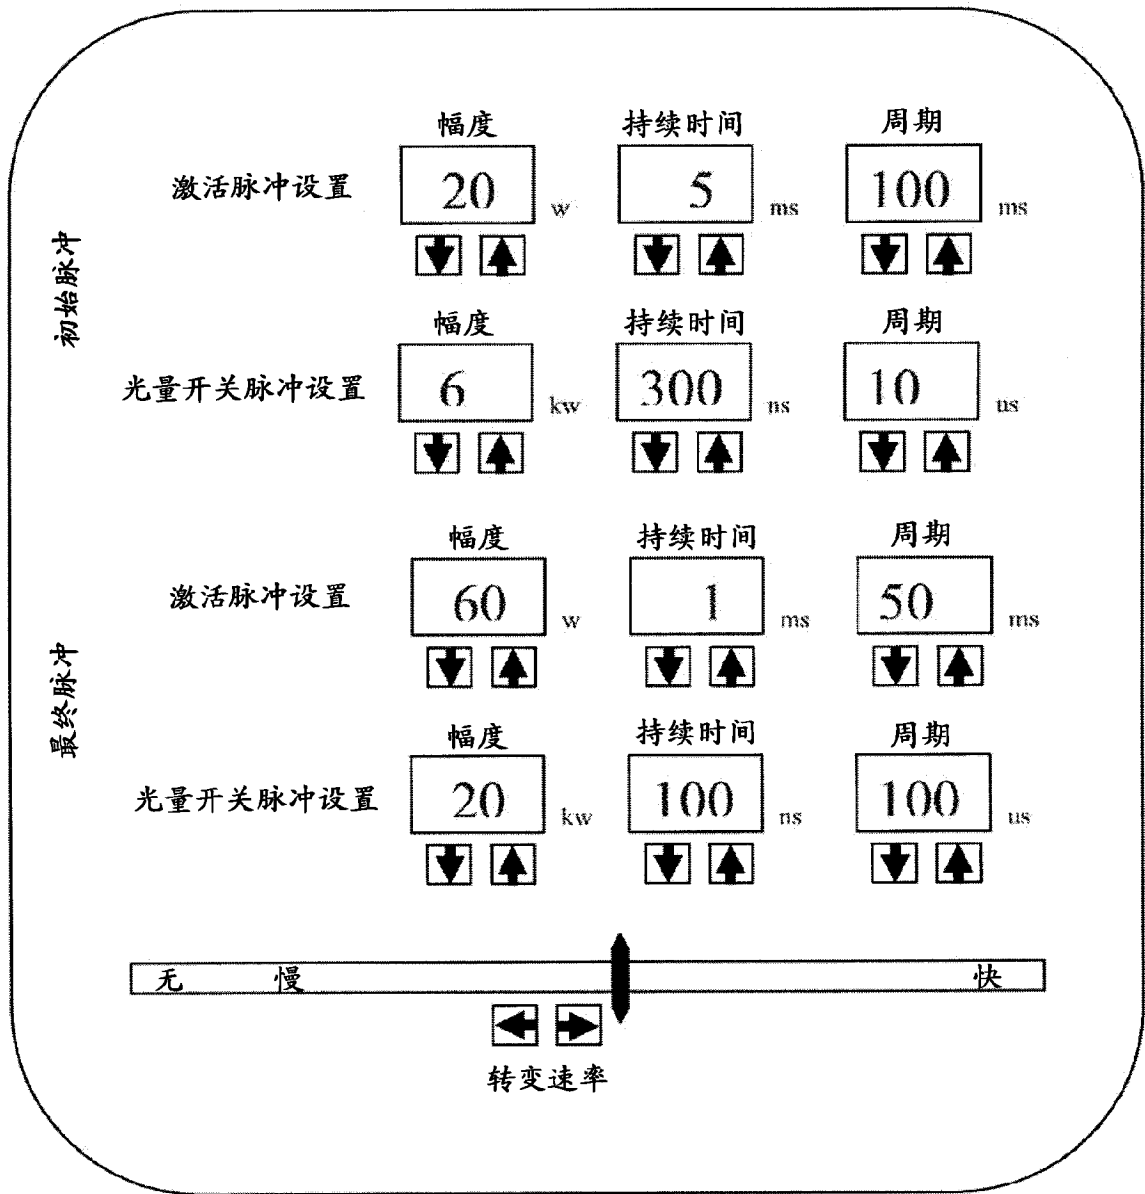 初始脉冲
幅度 持续时间 周期
激活脉冲设置 20 w 5 ms 100 ms
幅度 持续时间 周期
光量开关脉冲设置 6 kw 300 ns 10 us
最终脉冲
幅度 持续时间 周期
激活脉冲设置 60 w 1 ms 50 ms
幅度 持续时间 周期
光量开关脉冲设置 20 kw 100 ns 100 us
无 慢 快
转变速率